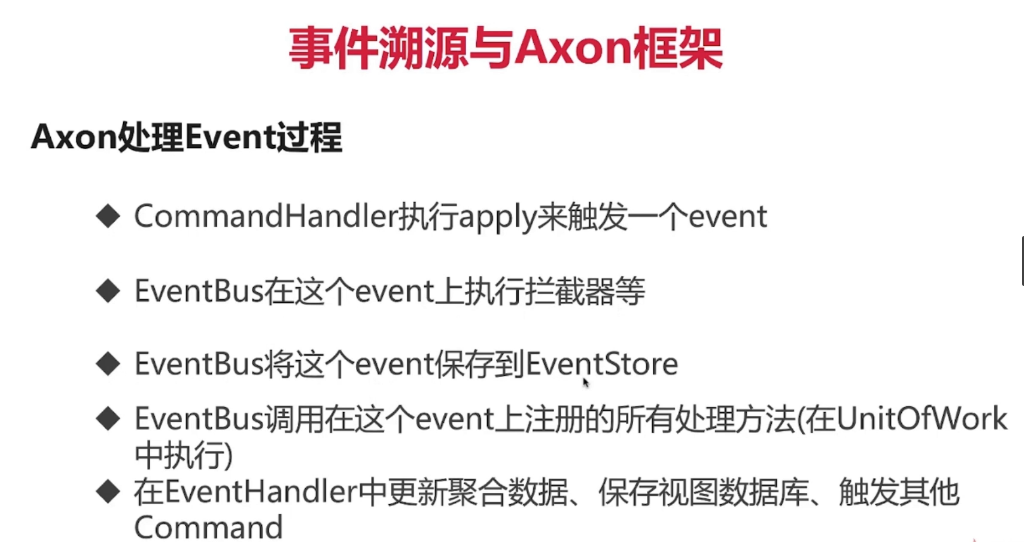 事件溯源与Axon框架
Axon处理Event过程
◆ CommandHandler执行apply来触发一个event
◆ EventBus在这个event上执行拦截器等
◆ EventBus将这个event保存到EventStore
◆ EventBus调用在这个event上注册的所有处理方法(在UnitOfWork
中执行)
◆ 在EventHandler中更新聚合数据、保存视图数据库、触发其他
Command